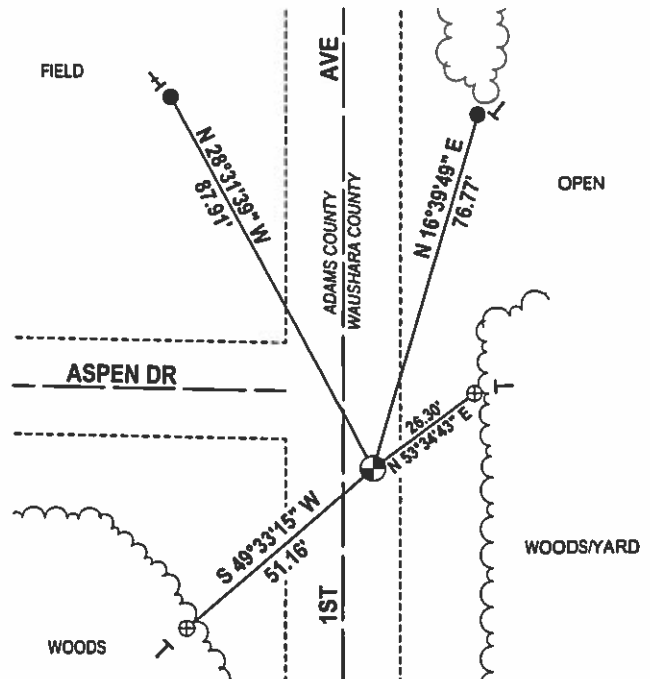 FIELD
AVE
N 28°31'39" W
87.91'
N 16°39'49" E
76.77'
OPEN
ADAMS COUNTY
WAUSHARA COUNTY
ASPEN DR
26.30'
N 53°34'43" E
S 49°33'15" W
51.16'
WOODS/YARD
1ST
WOODS